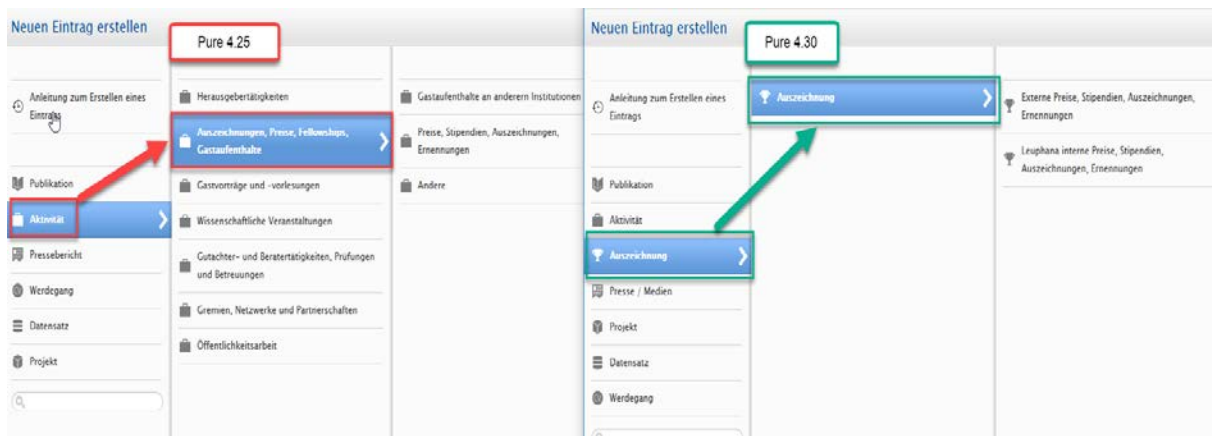 Neuen Eintrag erstellen
Pure 4.25
Anleitung zum Erstellen eines
Eintrags
Publikation
Aktivität
Pressebericht
Werdegang
Datensatz
Projekt
Herausgebertätigkeiten
Auszeichnungen, Preise, Fellowships,
Gastaufenthalte
Gastvorträge und -vorlesungen
Wissenschaftliche Veranstaltungen
Gutachter- und Beratertätigkeiten, Prüfungen
und Betreuungen
Gremien, Netzwerke und Partnerschaften
Öffentlichkeitsarbeit
Gastaufenthalte an anderern Institutionen
Preise, Stipendien, Auszeichnungen,
Ernennungen
Andere
Neuen Eintrag erstellen
Pure 4.30
Anleitung zum Erstellen eines
Eintrags
Publikation
Aktivität
Auszeichnung
Presse / Medien
Projekt
Datensatz
Werdegang
Auszeichnung
Externe Preise, Stipendien, Auszeichnungen,
Ernennungen
Leuphana interne Preise, Stipendien,
Auszeichnungen, Ernennungen